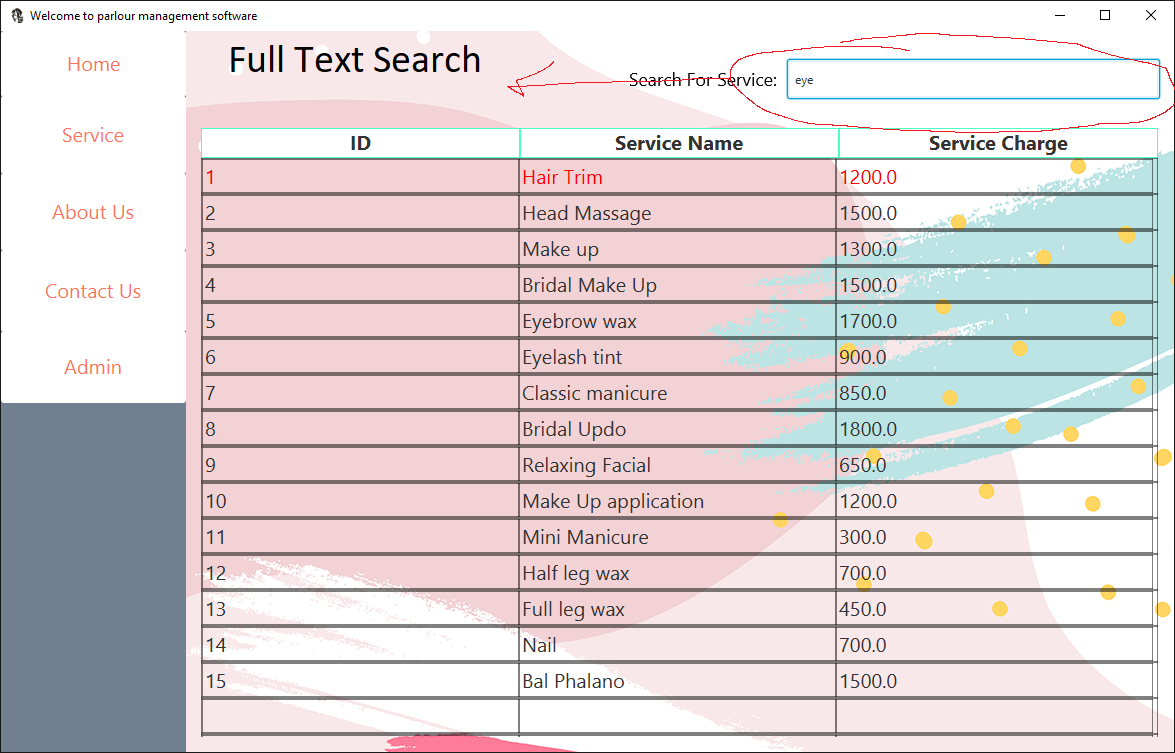 Welcome to parlour management software
Home
Service
About Us
Contact Us
Admin
Full Text Search
Search For Service: eye
ID Service Name Service Charge
1 Hair Trim 1200.0
2 Head Massage 1500.0
3 Make up 1300.0
4 Bridal Make Up 1500.0
5 Eyebrow wax 1700.0
6 Eyelash tint 900.0
7 Classic manicure 850.0
8 Bridal Updo 1800.0
9 Relaxing Facial 650.0
10 Make Up application 1200.0
11 Mini Manicure 300.0
12 Half leg wax 700.0
13 Full leg wax 450.0
14 Nail 700.0
15 Bal Phalano 1500.0